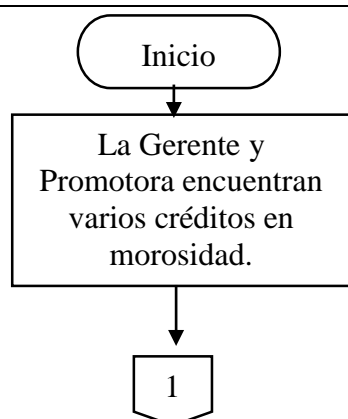 Inicio
La Gerente y
Promotora encuentran
varios créditos en
morosidad.
1